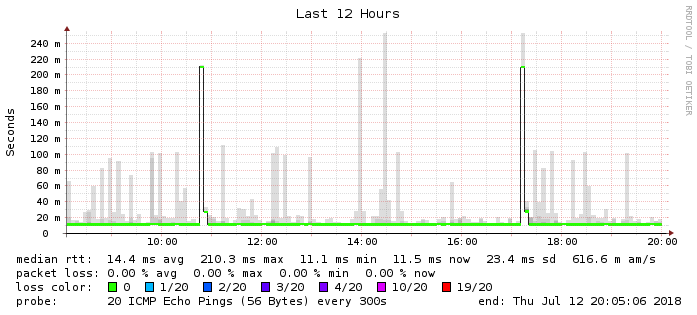 Last 12 Hours
RRDTOOL / TOBI OETIKER
Seconds
240 m
220 m
200 m
180 m
160 m
140 m
120 m
100 m
80 m
60 m
40 m
20 m
0
10:00 12:00 14:00 16:00 18:00 20:00
median rtt: 14.4 ms avg 210.3 ms max 11.1 ms min 11.5 ms now 23.4 ms sd 616.6 m am/s
packet loss: 0.00 % avg 0.00 % max 0.00 % min 0.00 % now
loss color: 0 1/20 2/20 3/20 4/20 10/20 19/20
probe: 20 ICMP Echo Pings (56 Bytes) every 300s end: Thu Jul 12 20:05:06 2018